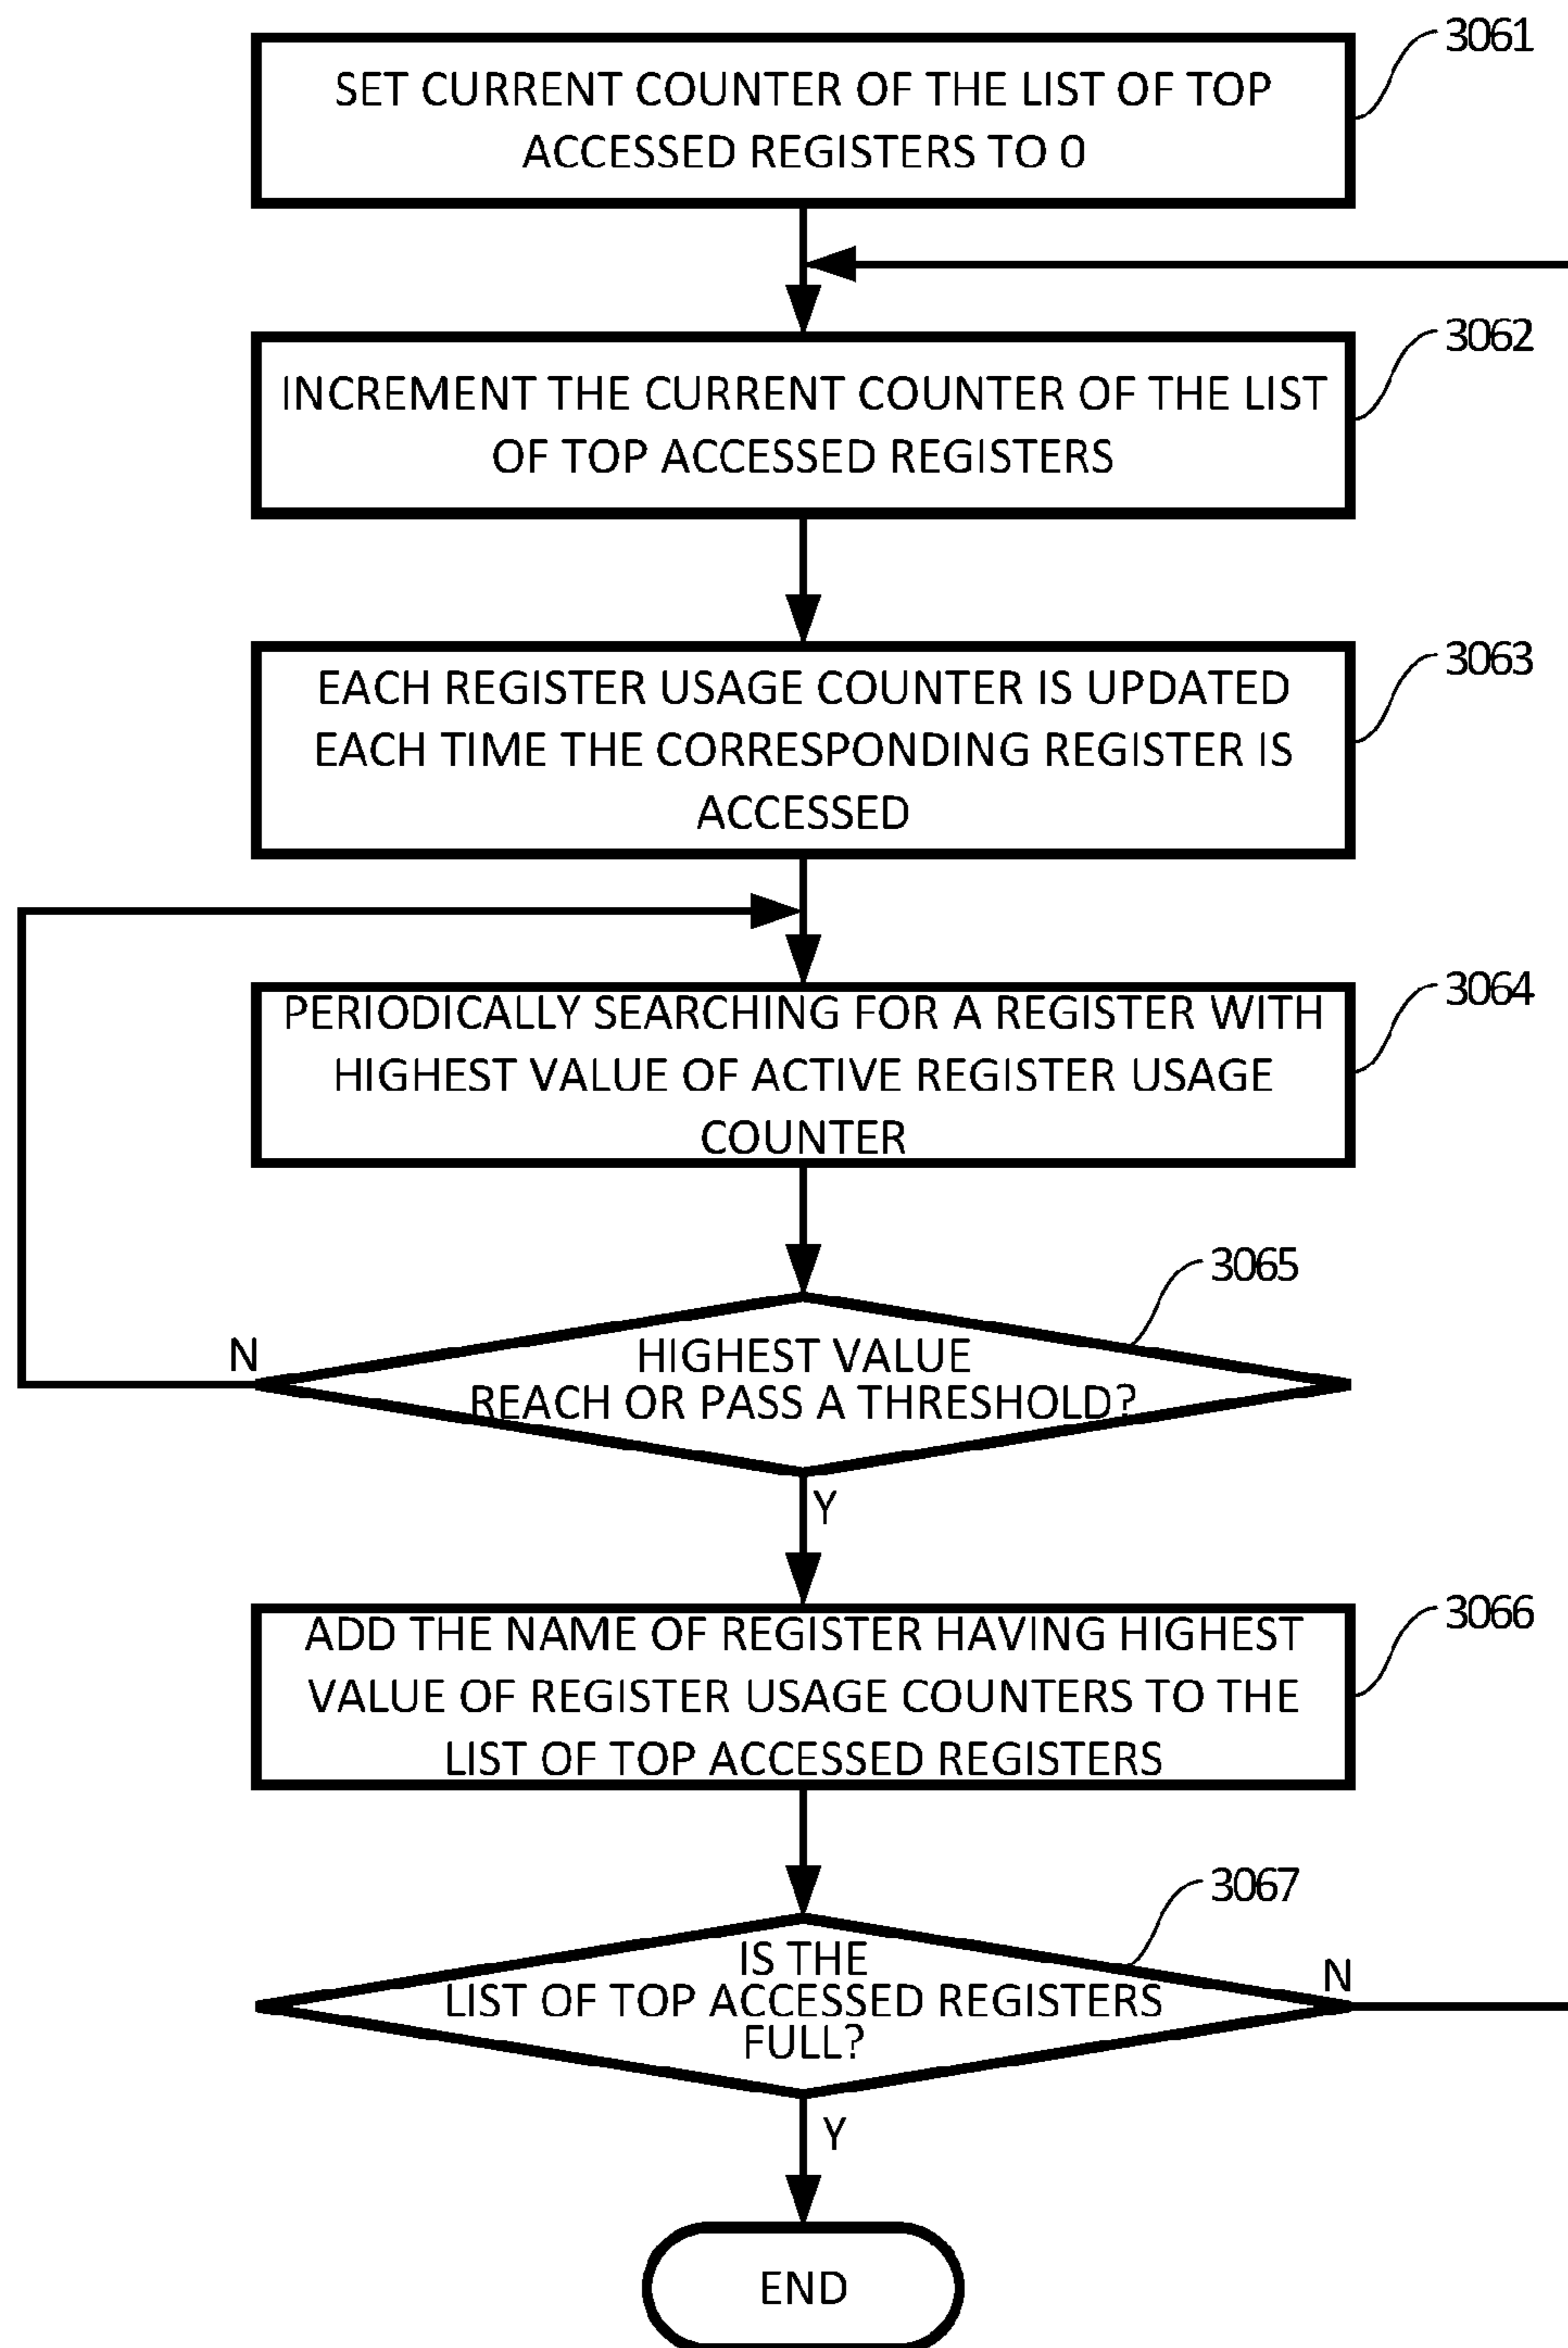 3061
SET CURRENT COUNTER OF THE LIST OF TOP
ACCESSED REGISTERS TO 0
3062
INCREMENT THE CURRENT COUNTER OF THE LIST
OF TOP ACCESSED REGISTERS
3063
EACH REGISTER USAGE COUNTER IS UPDATED
EACH TIME THE CORRESPONDING REGISTER IS
ACCESSED
3064
PERIODICALLY SEARCHING FOR A REGISTER WITH
HIGHEST VALUE OF ACTIVE REGISTER USAGE
COUNTER
3065
N
HIGHEST VALUE
REACH OR PASS A THRESHOLD?
Y
3066
ADD THE NAME OF REGISTER HAVING HIGHEST
VALUE OF REGISTER USAGE COUNTERS TO THE
LIST OF TOP ACCESSED REGISTERS
3067
IS THE
N
LIST OF TOP ACCESSED REGISTERS
FULL?
Y
END